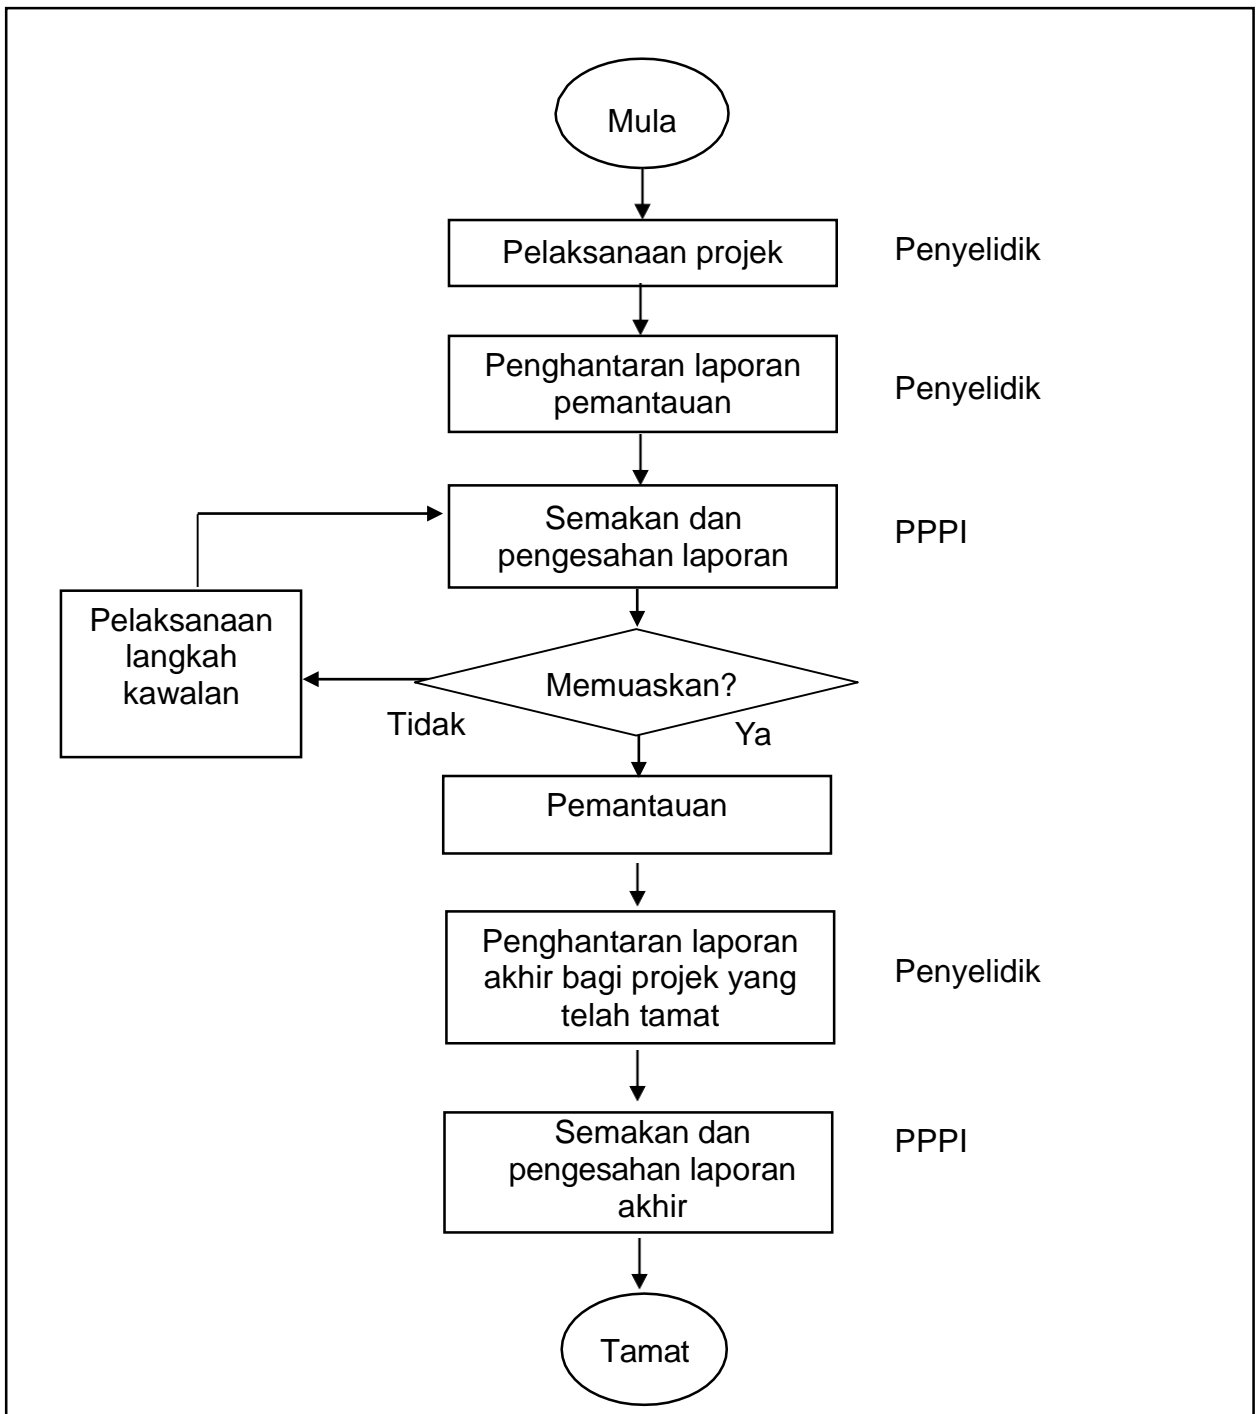 Mula
Pelaksanaan projek
Penyelidik
Penghantaran laporan
pemantauan
Penyelidik
Semakan dan
pengesahan laporan
PPPI
Pelaksanaan
langkah
kawalan
Memuaskan?
Tidak
Ya
Pemantauan
Penghantaran laporan
akhir bagi projek yang
telah tamat
Penyelidik
Semakan dan
pengesahan laporan
akhir
PPPI
Tamat